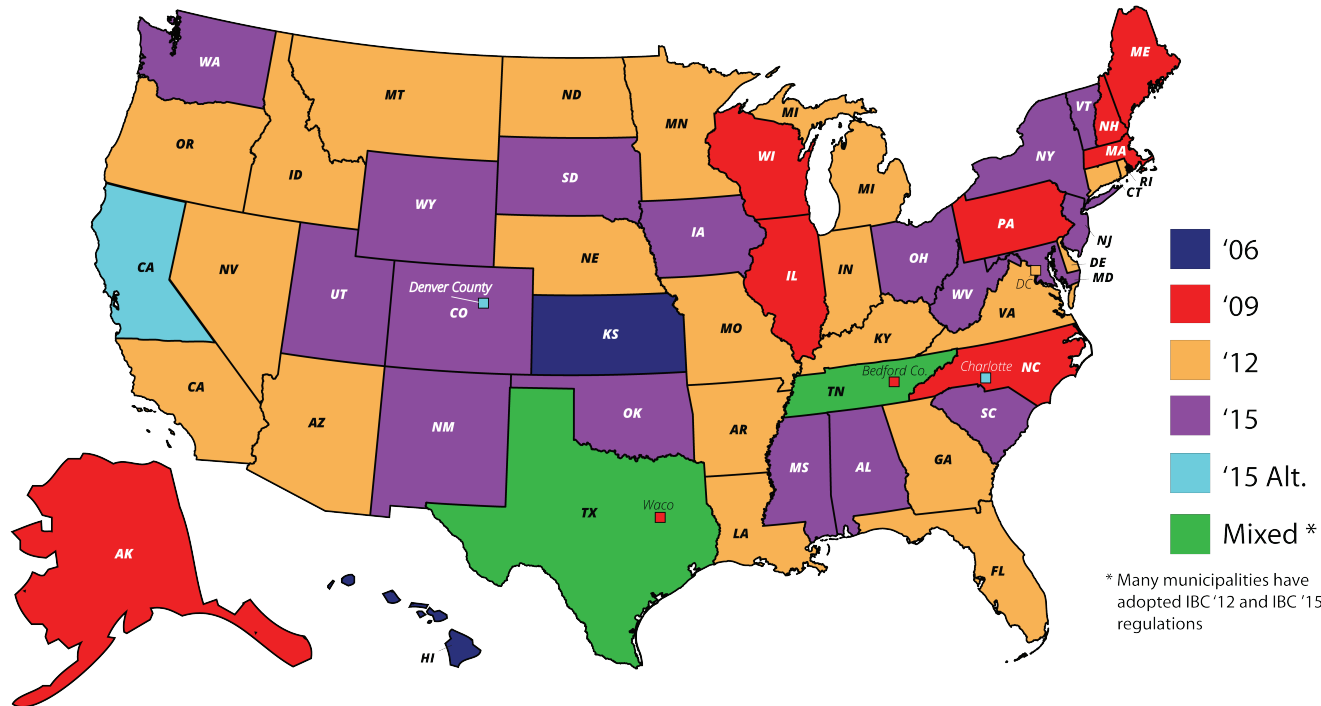 ME
WA
MT
ND
VT
MN
MI
NH
OR
WI
MA
NY
ID
SD
MI
RI
CT
WY
PA
IA
NJ
NE
OH
DE
CA
NV
IN
IL
MD
DC
Denver County
UT
WV
CO
VA
MO
KS
KY
Charlotte
NC
Bedford Co.
CA
TN
OK
SC
AZ
NM
AR
GA
MS
AL
Waco
TX
LA
AK
FL
HI
‘06
‘09
‘12
‘15
‘15 Alt.
Mixed *
* Many municipalities have
adopted IBC ‘12 and IBC ‘15
regulations